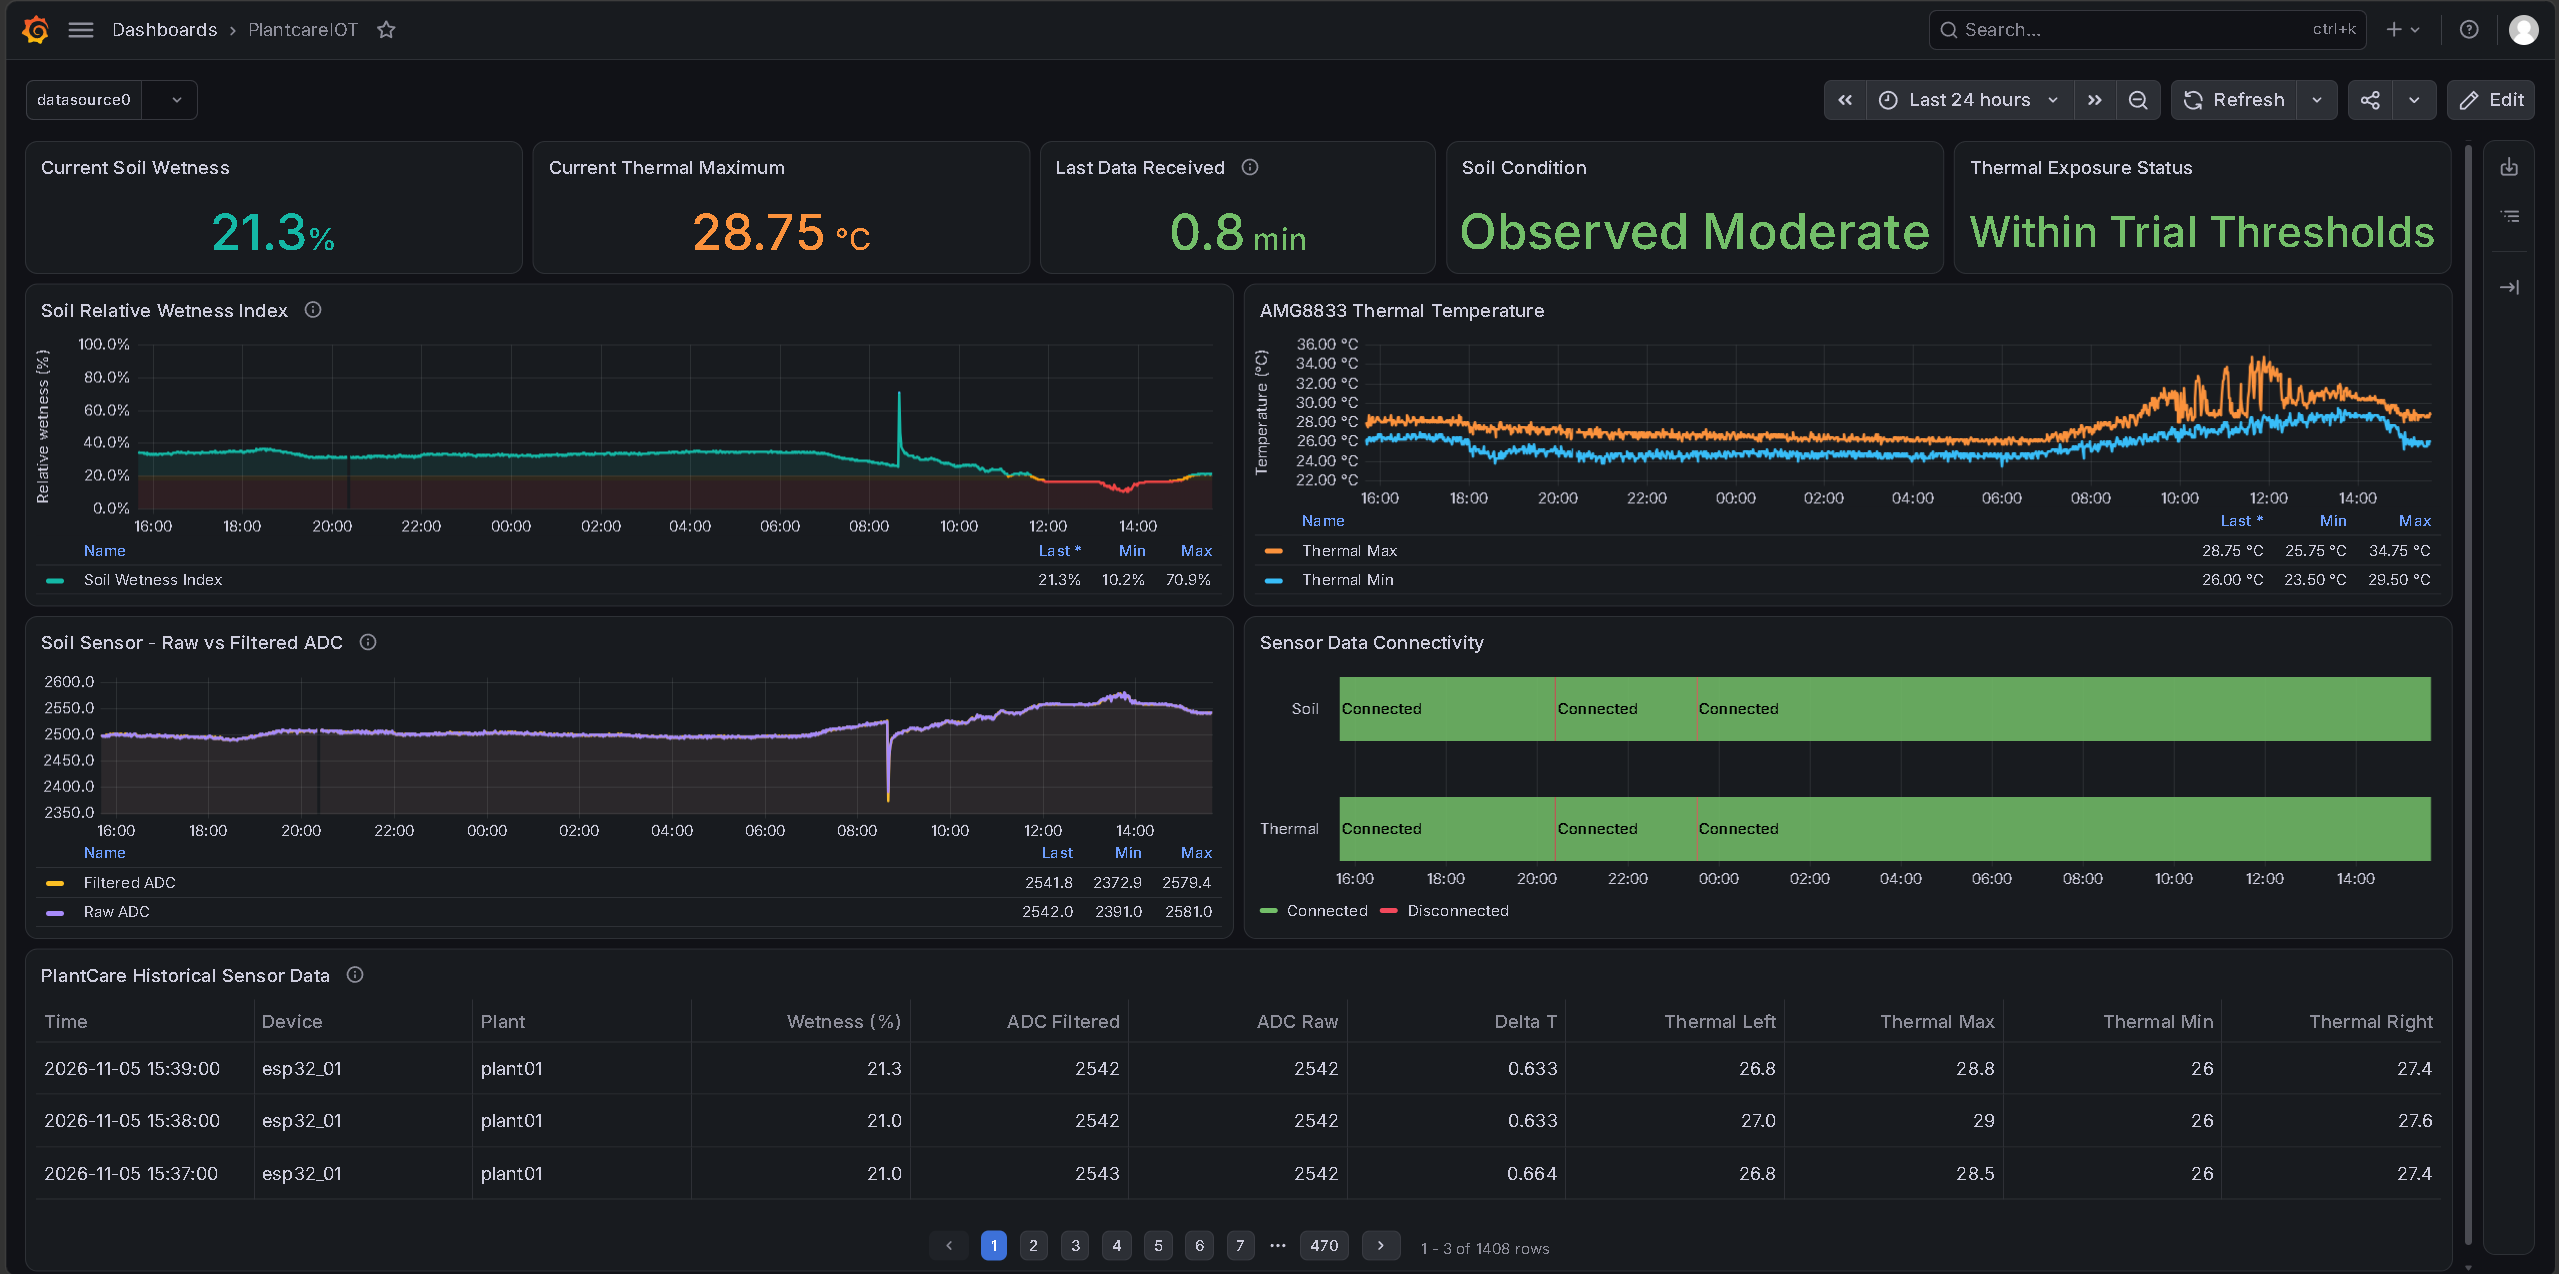 Dashboards › PlantcareIOT
Search... ctrl+k
datasource0
Last 24 hours Refresh Edit
Current Soil Wetness
21.3%
Current Thermal Maximum
28.75 °C
Last Data Received
0.8 min
Soil Condition
Observed Moderate
Thermal Exposure Status
Within Trial Thresholds
Soil Relative Wetness Index
Relative wetness (%)
100.0%
80.0%
60.0%
40.0%
20.0%
0.0%
16:00 18:00 20:00 22:00 00:00 02:00 04:00 06:00 08:00 10:00 12:00 14:00
Name Last * Min Max
Soil Wetness Index 21.3% 10.2% 70.9%
AMG8833 Thermal Temperature
Temperature (°C)
36.00 °C
34.00 °C
32.00 °C
30.00 °C
28.00 °C
26.00 °C
24.00 °C
22.00 °C
16:00 18:00 20:00 22:00 00:00 02:00 04:00 06:00 08:00 10:00 12:00 14:00
Name Last * Min Max
Thermal Max 28.75 °C 25.75 °C 34.75 °C
Thermal Min 26.00 °C 23.50 °C 29.50 °C
Soil Sensor - Raw vs Filtered ADC
2600.0
2550.0
2500.0
2450.0
2400.0
2350.0
16:00 18:00 20:00 22:00 00:00 02:00 04:00 06:00 08:00 10:00 12:00 14:00
Name Last Min Max
Filtered ADC 2541.8 2372.9 2579.4
Raw ADC 2542.0 2391.0 2581.0
Sensor Data Connectivity
Soil Connected Connected Connected
Thermal Connected Connected Connected
16:00 18:00 20:00 22:00 00:00 02:00 04:00 06:00 08:00 10:00 12:00 14:00
Connected Disconnected
PlantCare Historical Sensor Data
Time Device Plant Wetness (%) ADC Filtered ADC Raw Delta T Thermal Left Thermal Max Thermal Min Thermal Right
2026-11-05 15:39:00 esp32_01 plant01 21.3 2542 2542 0.633 26.8 28.8 26 27.4
2026-11-05 15:38:00 esp32_01 plant01 21.0 2542 2542 0.633 27.0 29 26 27.6
2026-11-05 15:37:00 esp32_01 plant01 21.0 2543 2542 0.664 26.8 28.5 26 27.4
1 2 3 4 5 6 7 ... 470 1 - 3 of 1408 rows